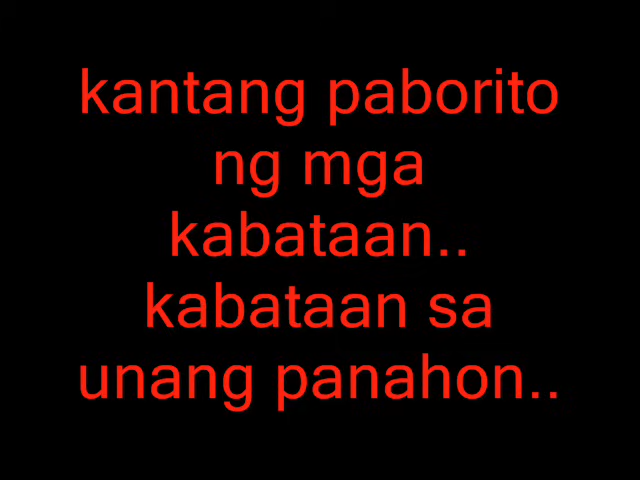 kantang paborito
ng mga
kabataan..
kabataan sa
unang panahon..